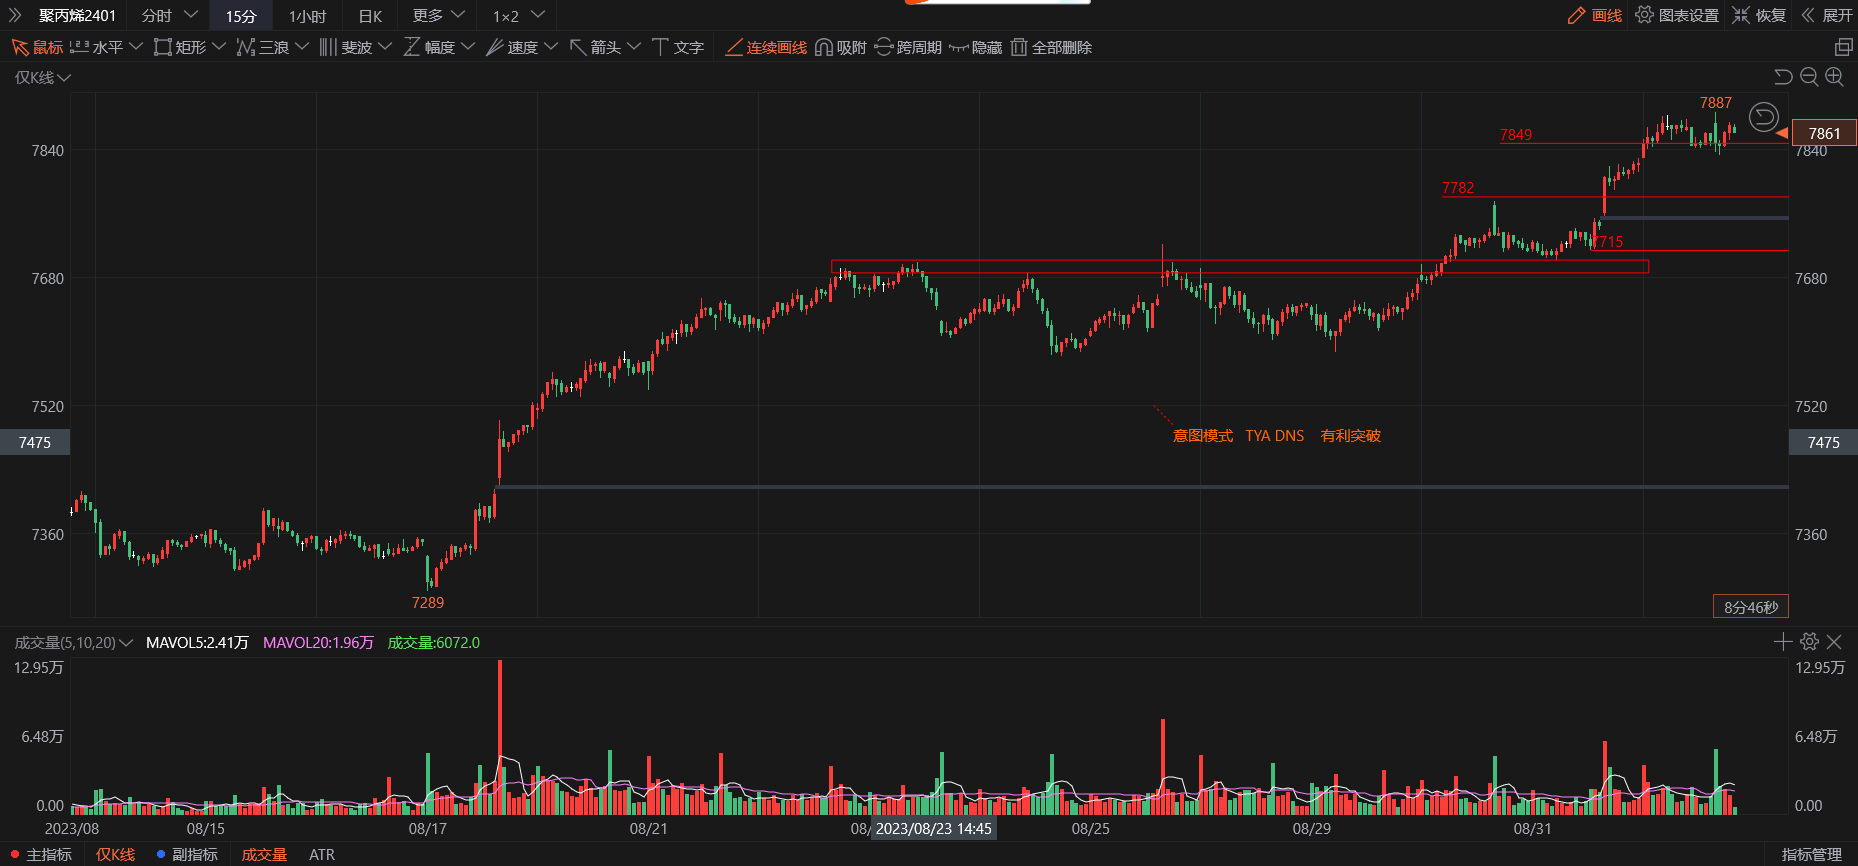 聚丙烯2401 分时 15分 1小时 日K 更多 1×2 画线 图表设置 恢复 展开
鼠标 水平 矩形 三浪 斐波 幅度 速度 箭头 文字 连续画线 吸附 跨周期 隐藏 全部删除
仅K线
7887
7849
7861
7840 7840
7782
7715
7680 7680
7520 7520
意图模式 TYA DNS 有利突破
7475 7475
7360 7360
7289
8分46秒
成交量(5,10,20) MAVOL5:2.41万 MAVOL20:1.96万 成交量:6072.0
12.95万 12.95万
6.48万 6.48万
0.00 0.00
2023/08 08/15 08/17 08/21 08/ 2023/08/23 14:45 08/25 08/29 08/31
主指标 仅K线 副指标 成交量 ATR 指标管理